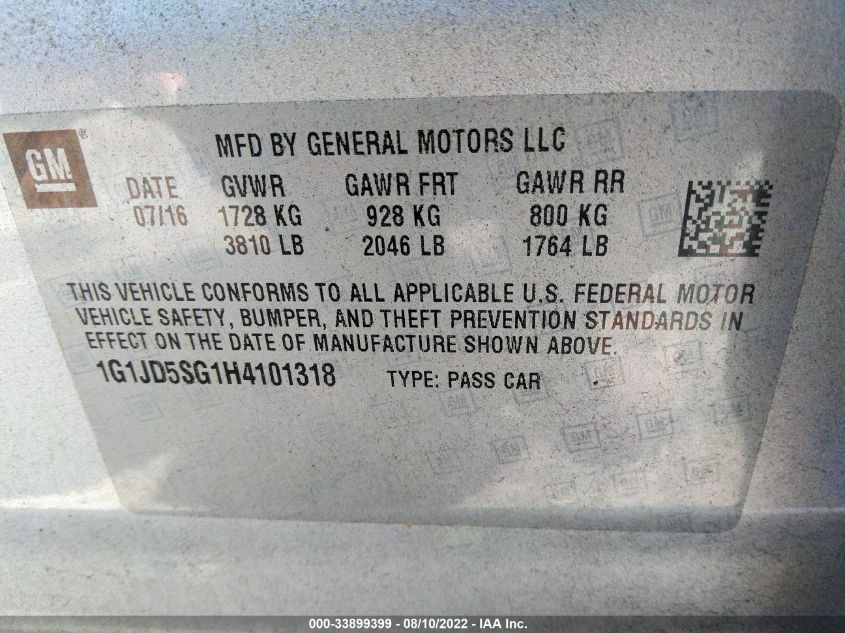 GM®
MFD BY GENERAL MOTORS LLC
DATE GVWR GAWR FRT GAWR RR
07/16 1728 KG 928 KG 800 KG
3810 LB 2046 LB 1764 LB
THIS VEHICLE CONFORMS TO ALL APPLICABLE U.S. FEDERAL MOTOR
VEHICLE SAFETY, BUMPER, AND THEFT PREVENTION STANDARDS IN
EFFECT ON THE DATE OF MANUFACTURE SHOWN ABOVE.
1G1JD5SG1H4101318 TYPE: PASS CAR
000-33899399 - 08/10/2022 - IAA Inc.